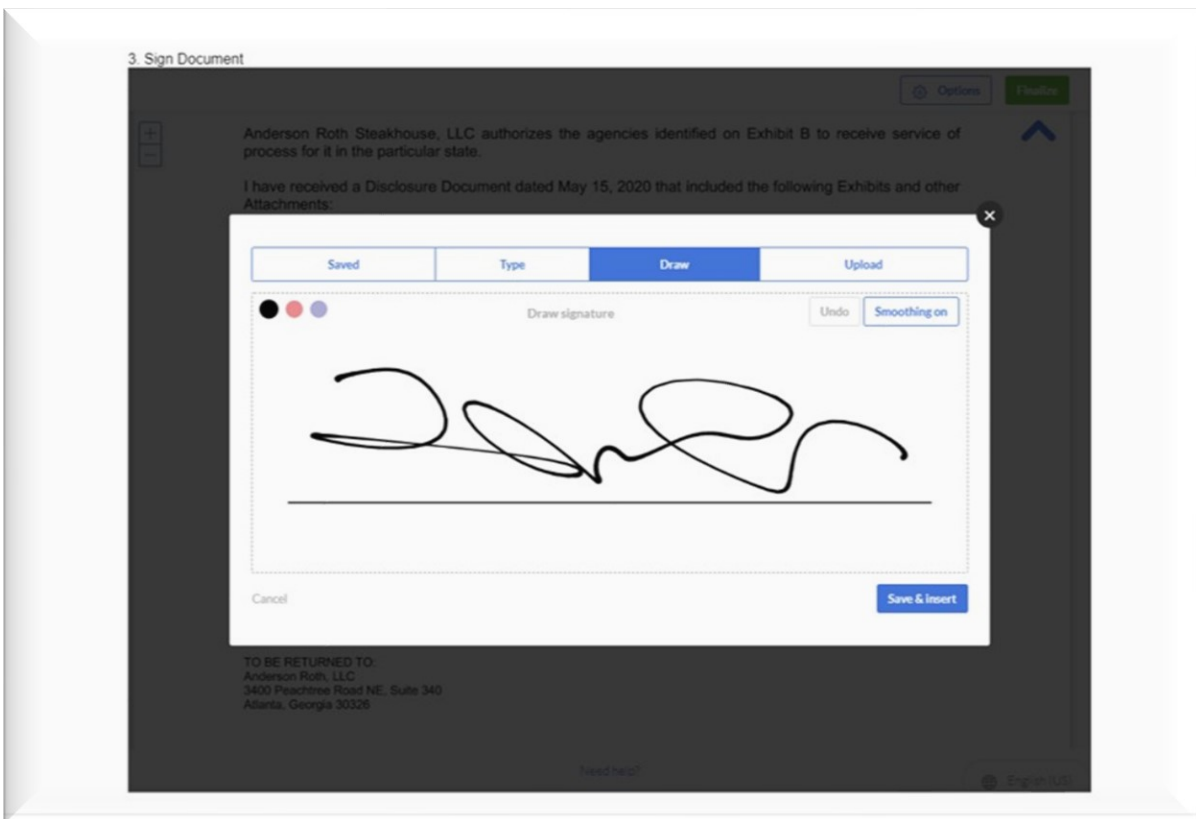 3. Sign Document
Options Finalize
+
−
Anderson Roth Steakhouse, LLC authorizes the agencies identified on Exhibit B to receive service of
process for it in the particular state.
I have received a Disclosure Document dated May 15, 2020 that included the following Exhibits and other
Attachments:
Saved Type Draw Upload
Draw signature Undo Smoothing on
Cancel Save & insert
TO BE RETURNED TO:
Anderson Roth, LLC
3400 Peachtree Road NE, Suite 340
Atlanta, Georgia 30326
Need help?
English (US)